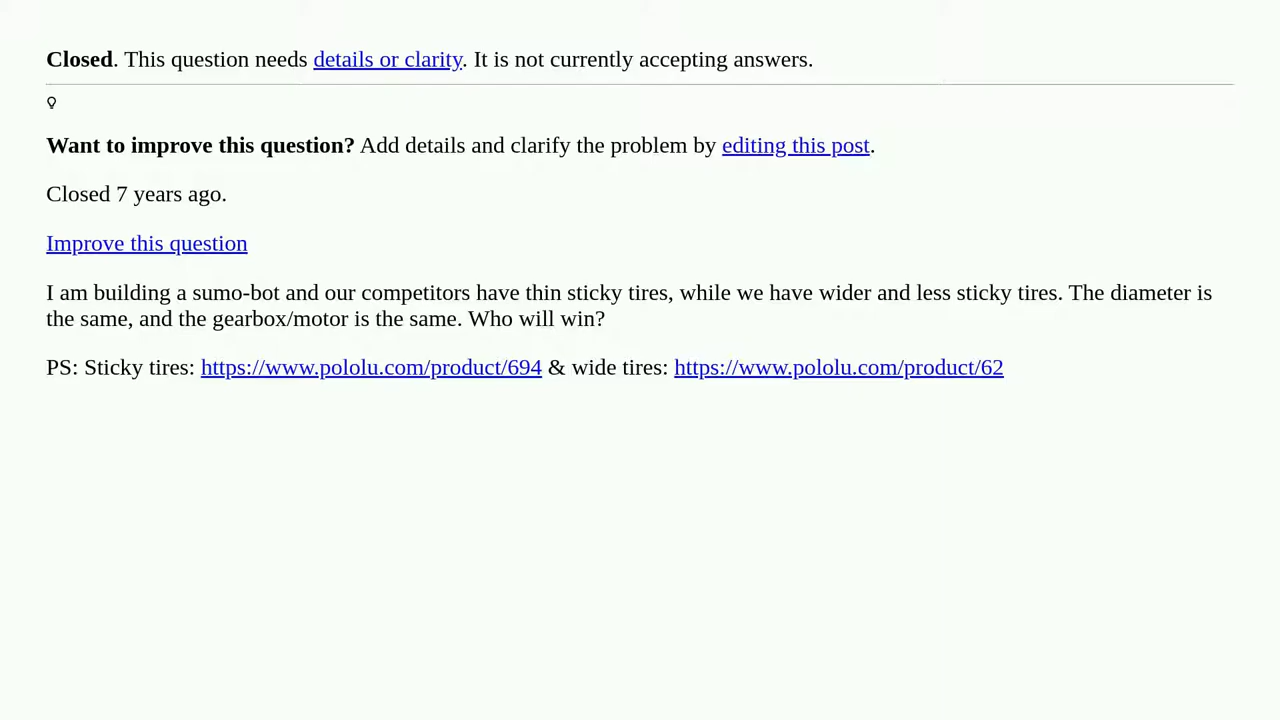 Closed. This question needs details or clarity. It is not currently accepting answers.
Want to improve this question? Add details and clarify the problem by editing this post.
Closed 7 years ago.
Improve this question
I am building a sumo-bot and our competitors have thin sticky tires, while we have wider and less sticky tires. The diameter is
the same, and the gearbox/motor is the same. Who will win?
PS: Sticky tires: https://www.pololu.com/product/694 & wide tires: https://www.pololu.com/product/62